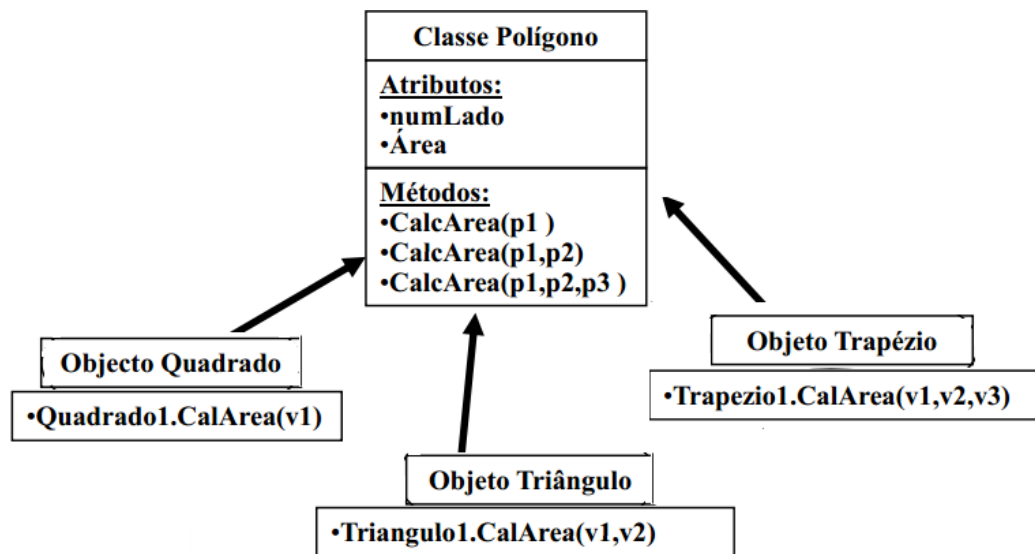 Classe Polígono
Atributos:
•numLado
•Área
Métodos:
•CalcArea(p1 )
•CalcArea(p1,p2)
•CalcArea(p1,p2,p3 )
Objecto Quadrado
•Quadrado1.CalArea(v1)
Objeto Triângulo
•Triangulo1.CalArea(v1,v2)
Objeto Trapézio
•Trapezio1.CalArea(v1,v2,v3)